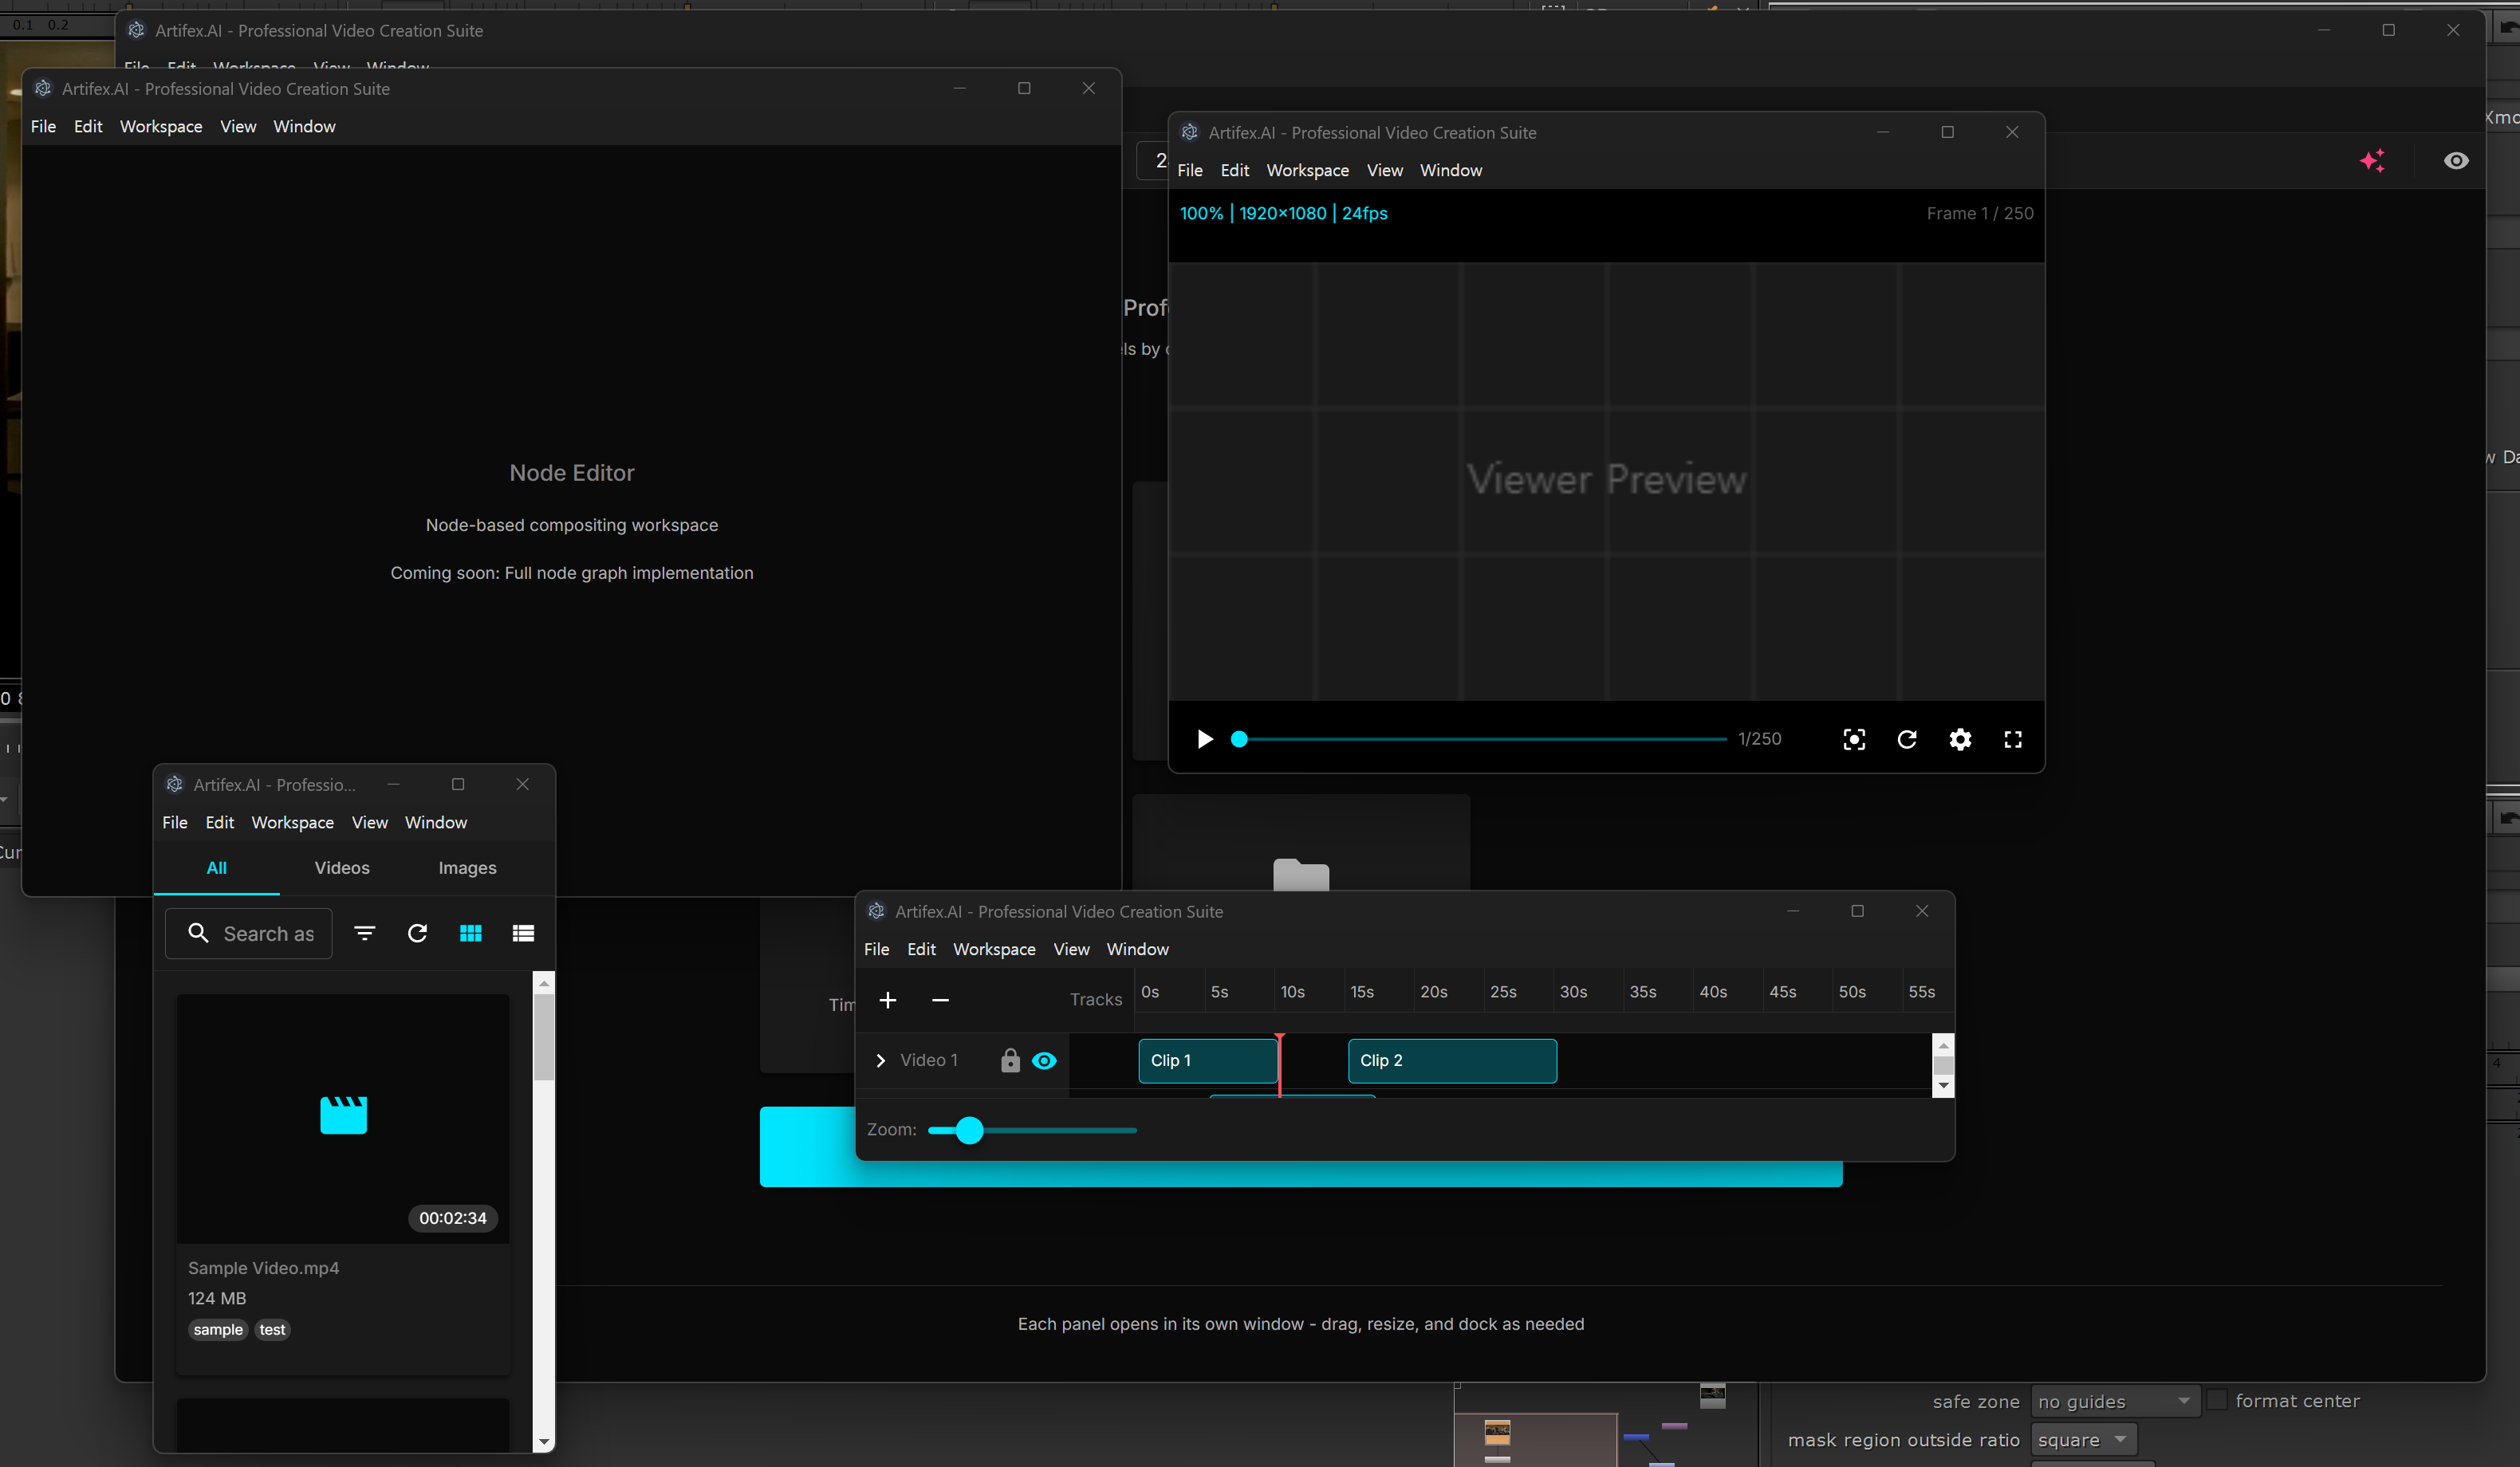 0.1 0.2
Artifex.AI - Professional Video Creation Suite
File Edit Workspace View Window
Artifex.AI - Professional Video Creation Suite
File Edit Workspace View Window
Node Editor
Node-based compositing workspace
Coming soon: Full node graph implementation
Artifex.AI - Professional Video Creation Suite
File Edit Workspace View Window
100% | 1920×1080 | 24fps
Frame 1 / 250
Viewer Preview
1/250
Prof
els by
Artifex.AI - Professio...
File Edit Workspace View Window
All Videos Images
Search as
00:02:34
Sample Video.mp4
124 MB
sample test
Tim
Artifex.AI - Professional Video Creation Suite
File Edit Workspace View Window
Tracks 0s 5s 10s 15s 20s 25s 30s 35s 40s 45s 50s 55s
Video 1 Clip 1 Clip 2
Zoom:
Each panel opens in its own window - drag, resize, and dock as needed
safe zone no guides format center
mask region outside ratio square